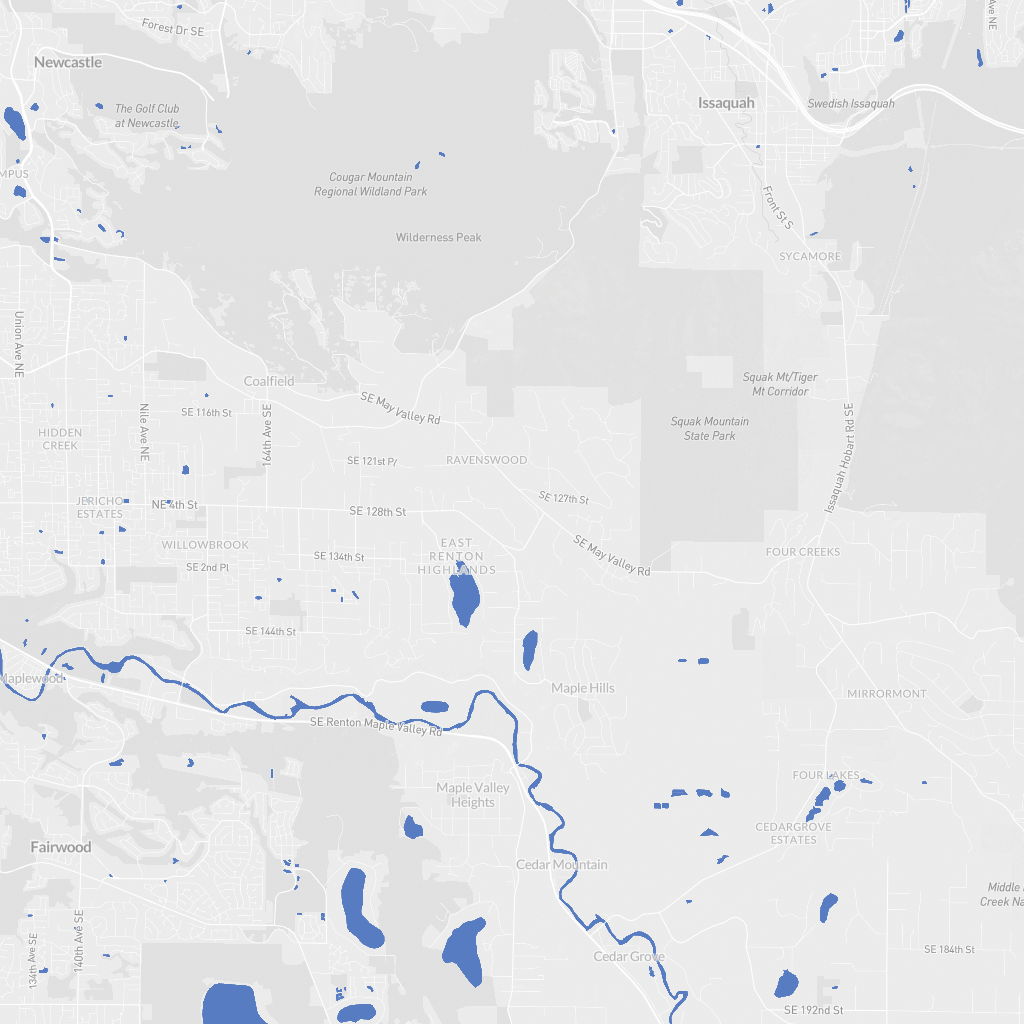 Forest Dr SE
Ave NE
Newcastle
The Golf Club
at Newcastle
Issaquah
Swedish Issaquah
MPUS
Cougar Mountain
Regional Wildland Park
Front St S
Wilderness Peak
SYCAMORE
Union Ave NE
Coalfield
Squak Mt/Tiger
Mt Corridor
SE May Valley Rd
SE 116th St
Nile Ave NE
164th Ave SE
Squak Mountain
State Park
HIDDEN
CREEK
Issaquah Hobart Rd SE
SE 121st Pl
RAVENSWOOD
JERICHO
ESTATES
NE 4th St
SE 127th St
SE 128th St
WILLOWBROOK
EAST
RENTON
HIGHLANDS
SE 134th St
SE May Valley Rd
FOUR CREEKS
SE 2nd Pl
SE 144th St
Maplewood
Maple Hills
MIRRORMONT
SE Renton Maple Valley Rd
FOUR LAKES
Maple Valley
Heights
CEDARGROVE
ESTATES
Fairwood
Cedar Mountain
Middle
Creek Na
140th Ave SE
134th Ave SE
Cedar Grove
SE 184th St
SE 192nd St